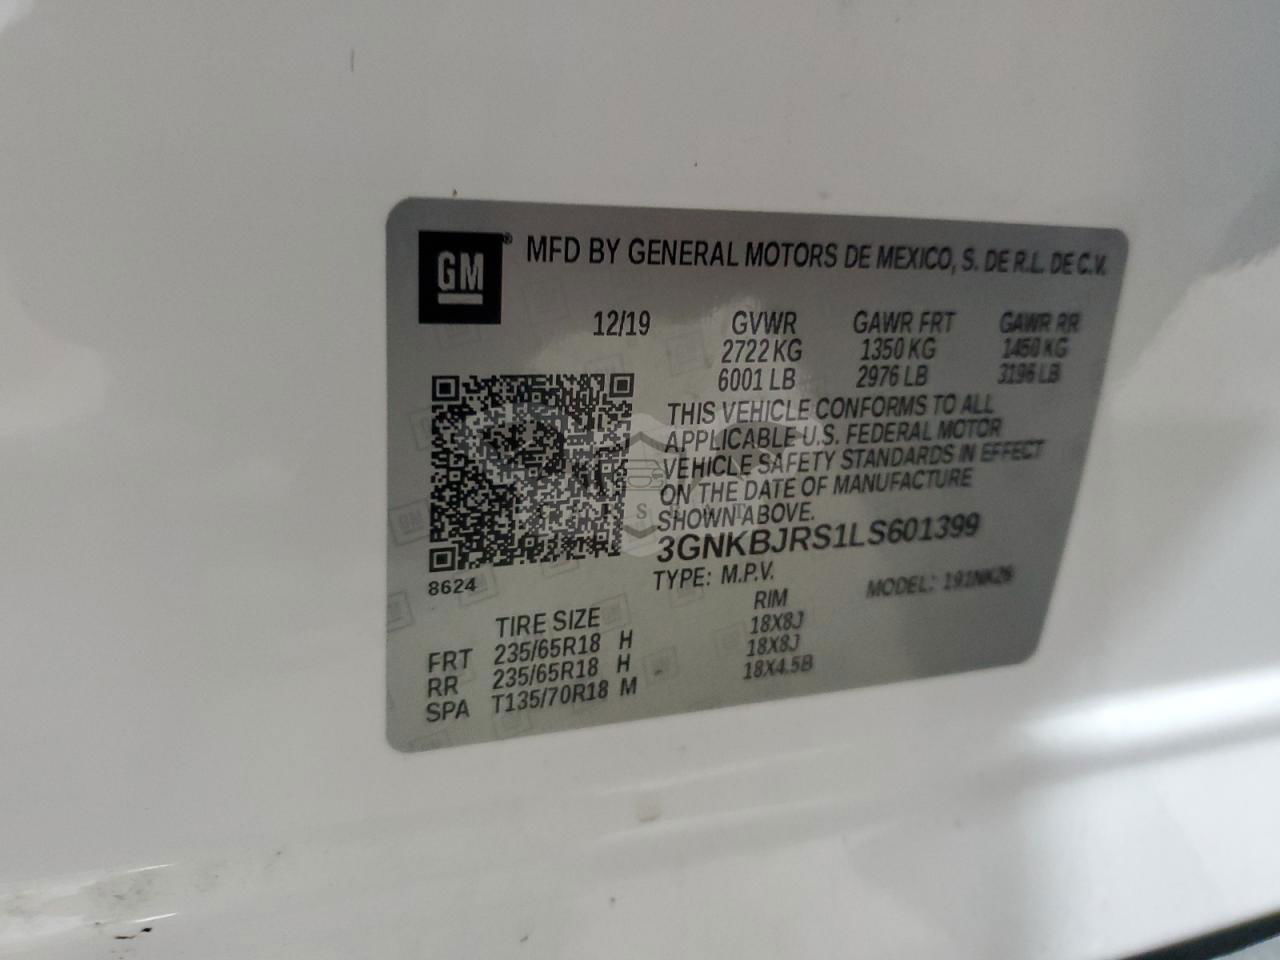 GM
MFD BY GENERAL MOTORS DE MEXICO, S. DE R.L. DE C.V.
12/19 GVWR GAWR FRT GAWR RR
2722 KG 1350 KG 1450 KG
6001 LB 2976 LB 3196 LB
THIS VEHICLE CONFORMS TO ALL
APPLICABLE U.S. FEDERAL MOTOR
VEHICLE SAFETY STANDARDS IN EFFECT
ON THE DATE OF MANUFACTURE
SHOWN ABOVE.
3GNKBJRS1LS601399
8624
TYPE: M.P.V. MODEL: 191NK26
TIRE SIZE RIM
FRT 235/65R18 H 18X8J
RR 235/65R18 H 18X8J
SPA T135/70R18 M 18X4.5B